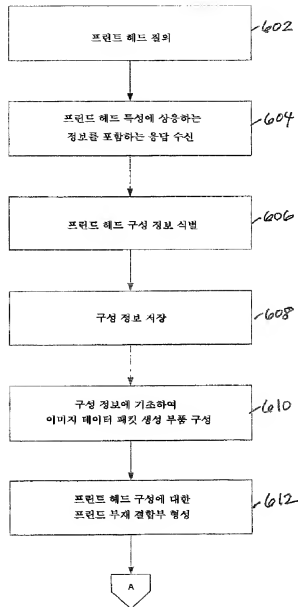 프린트 헤드 질의
602
프린트 헤드 특성에 상응하는
정보를 포함하는 응답 수신
604
프린트 헤드 구성 정보 식별
606
구성 정보 저장
608
구성 정보에 기초하여
이미지 데이터 패킷 생성 부품 구성
610
프린트 헤드 구성에 대한
프린트 부재 결합부 형성
612
A